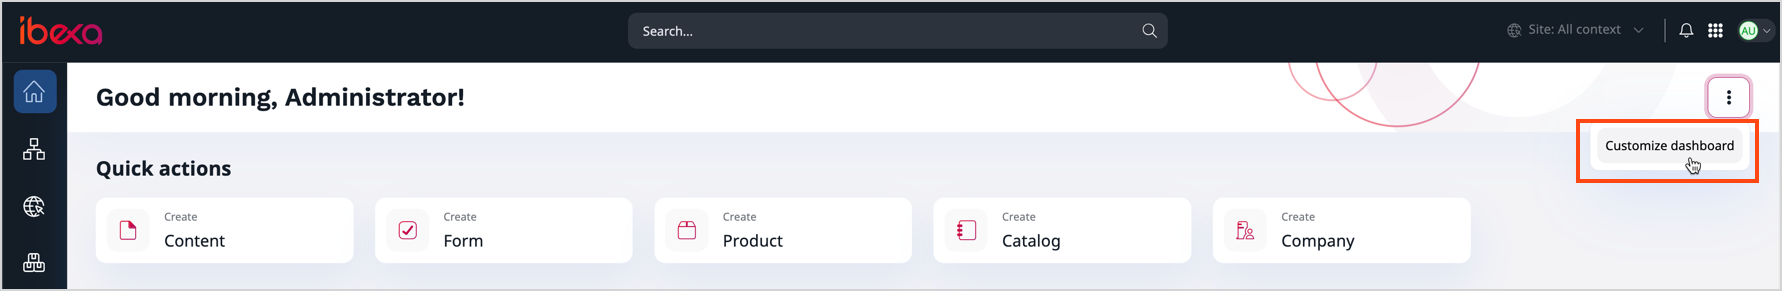 ibexa
Search...
Site: All context
AU
Good morning, Administrator!
Customize dashboard
Quick actions
Create
Content
Create
Form
Create
Product
Create
Catalog
Create
Company